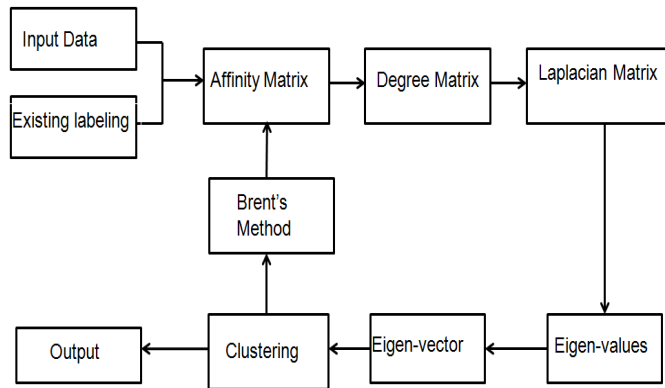 Input Data
Existing labeling
Affinity Matrix
Degree Matrix
Laplacian Matrix
Brent's
Method
Output
Clustering
Eigen-vector
Eigen-values